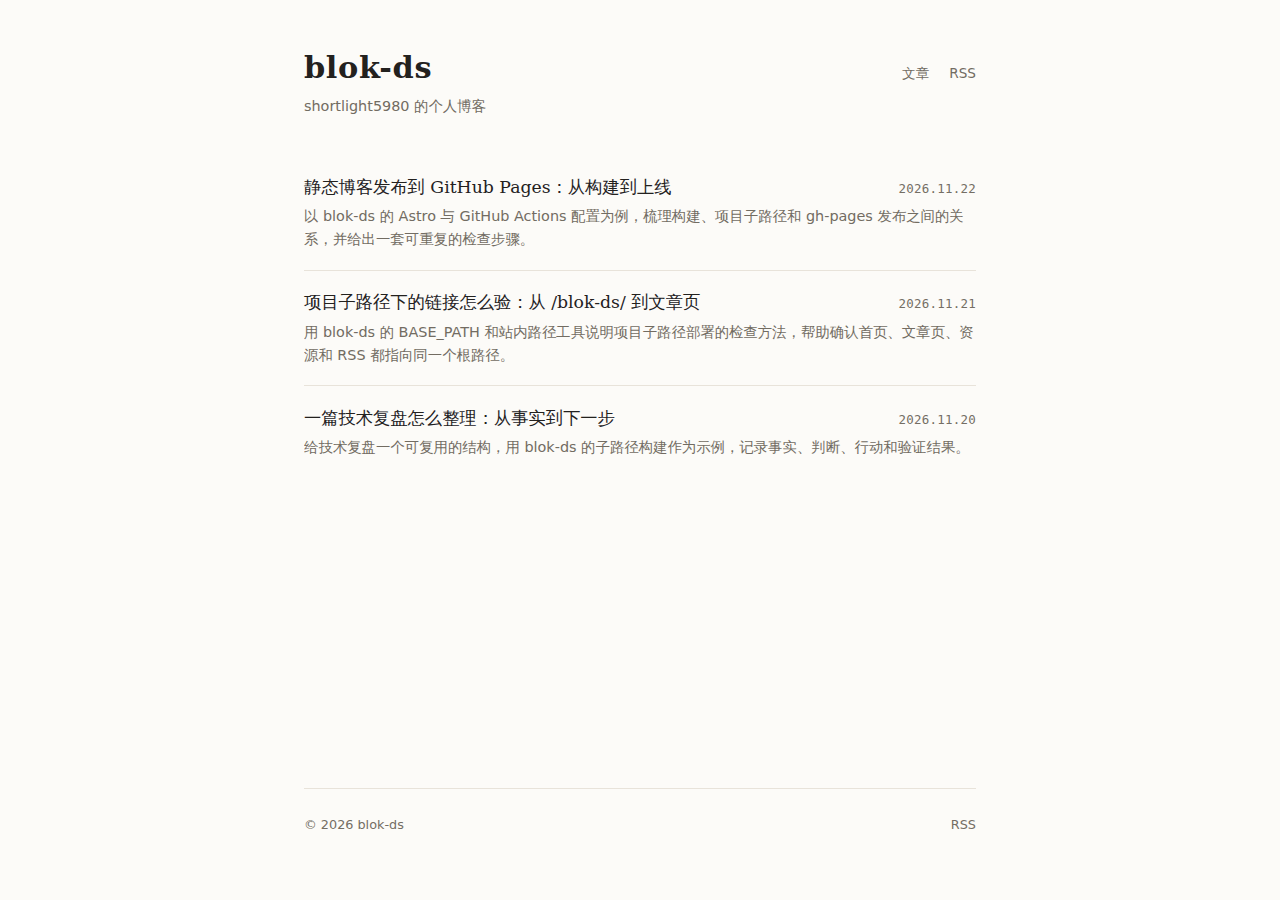 blok-ds
文章 RSS
shortlight5980 的个人博客
静态博客发布到 GitHub Pages：从构建到上线 2026.11.22
以 blok-ds 的 Astro 与 GitHub Actions 配置为例，梳理构建、项目子路径和 gh-pages 发布之间的关
系，并给出一套可重复的检查步骤。
项目子路径下的链接怎么验：从 /blok-ds/ 到文章页 2026.11.21
用 blok-ds 的 BASE_PATH 和站内路径工具说明项目子路径部署的检查方法，帮助确认首页、文章页、资
源和 RSS 都指向同一个根路径。
一篇技术复盘怎么整理：从事实到下一步 2026.11.20
给技术复盘一个可复用的结构，用 blok-ds 的子路径构建作为示例，记录事实、判断、行动和验证结果。
© 2026 blok-ds RSS